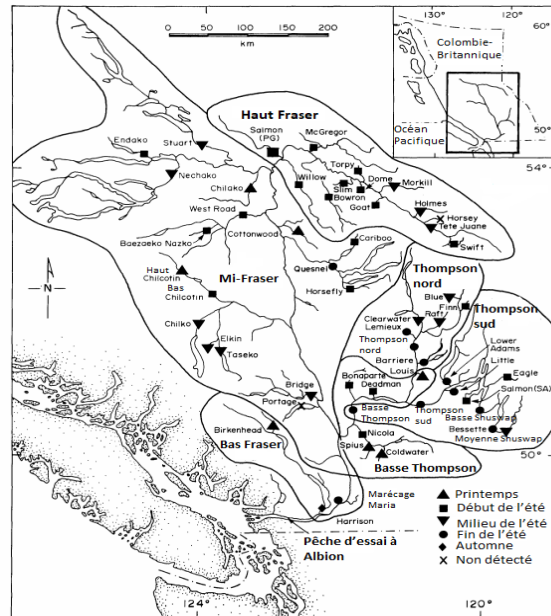 0 50 100 150 200
km
130°
120°
60°
Colombie-
Britannique
50°
Océan
Pacifique
54°
Haut Fraser
Salmon
(PG)
McGregor
Stuart
Endako
Nechako
Torpy
Dome
Morkill
Willow
Slim
Bowron
Goat
Chilako
Holmes
Horsey
Tete Juane
West Road
Swift
Cottonwood
Baezaeko Nazko
Cariboo
Quesnel
Horsefly
Haut
Chilcotin
Bas
Chilcotin
Mi-Fraser
N
Thompson
nord
Blue
Finn
Thompson
sud
Clearwater
Raft
Lemieux
Thompson
nord
Chilko
Elkin
Taseko
Lower
Adams
Little
Barriere
Louis
Eagle
Salmon(SA)
Bonaparte
Deadman
Bridge
Portage
Basse
Thompson
Thompson
sud
Basse Shuswap
Bessette
Moyenne Shuswap
Bas Fraser
Birkenhead
Nicola
Spius
Coldwater
50°
Basse Thompson
Marécage
Maria
Harrison
Printemps
Début de l'été
Milieu de l'été
Fin de l'été
Automne
Non détecté
Pêche d'essai à
Albion
124°
120°